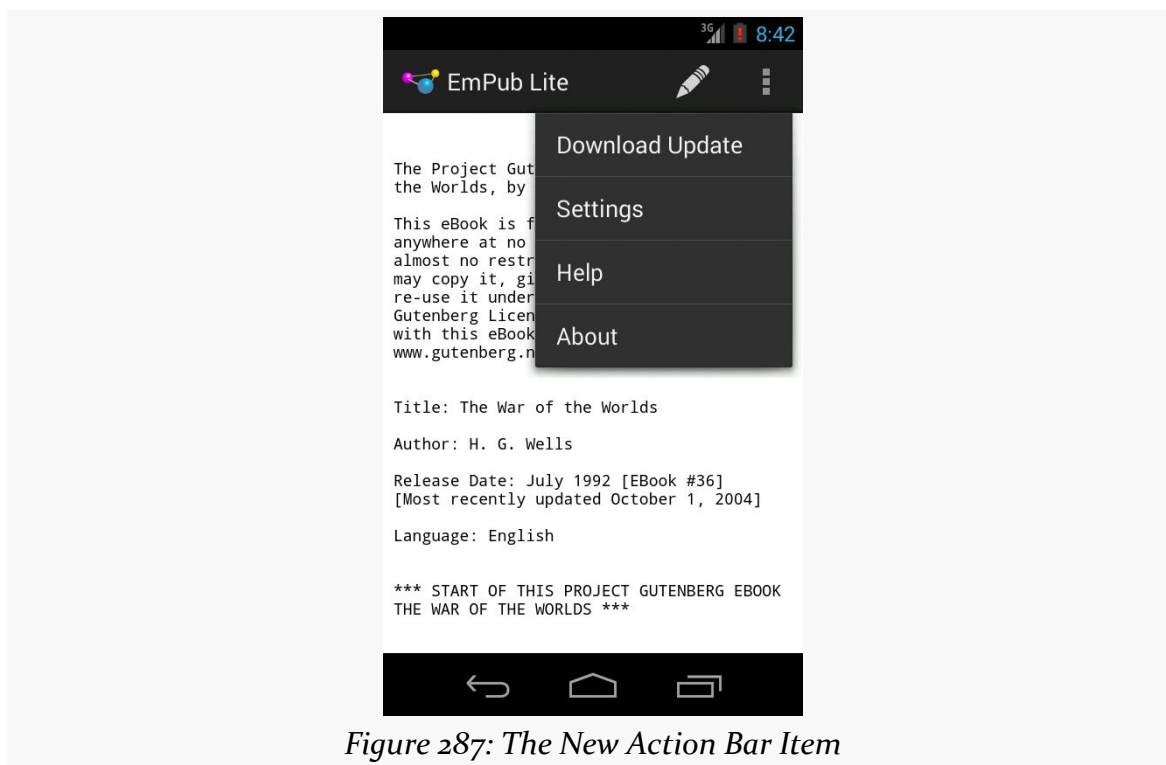 3G 8:42
EmPub Lite
Download Update
Settings
Help
About
The Project Gut
the Worlds, by
This eBook is f
anywhere at no
almost no restr
may copy it, gi
re-use it under
Gutenberg Licen
with this eBook
www.gutenberg.n
Title: The War of the Worlds
Author: H. G. Wells
Release Date: July 1992 [EBook #36]
[Most recently updated October 1, 2004]
Language: English
*** START OF THIS PROJECT GUTENBERG EBOOK
THE WAR OF THE WORLDS ***
Figure 287: The New Action Bar Item